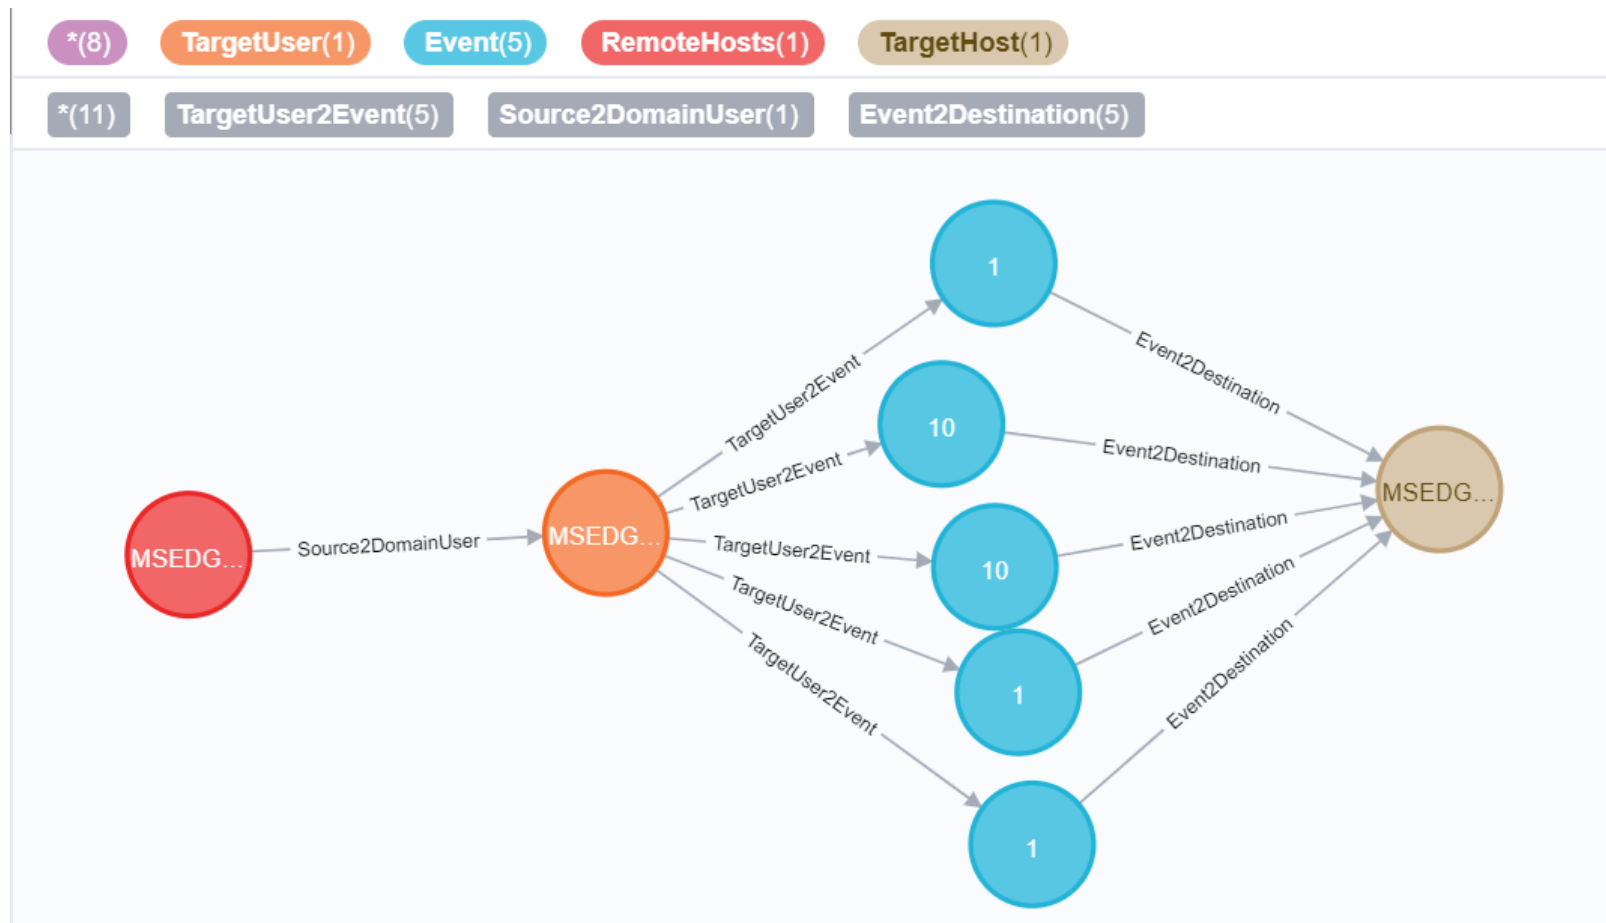 *(8) TargetUser(1) Event(5) RemoteHosts(1) TargetHost(1)
*(11) TargetUser2Event(5) Source2DomainUser(1) Event2Destination(5)
1
Event2Destination
TargetUser2Event
10
Event2Destination
TargetUser2Event
MSEDG...
MSEDG...
Source2DomainUser
MSEDG...
TargetUser2Event
10
Event2Destination
TargetUser2Event
1
Event2Destination
TargetUser2Event
Event2Destination
1